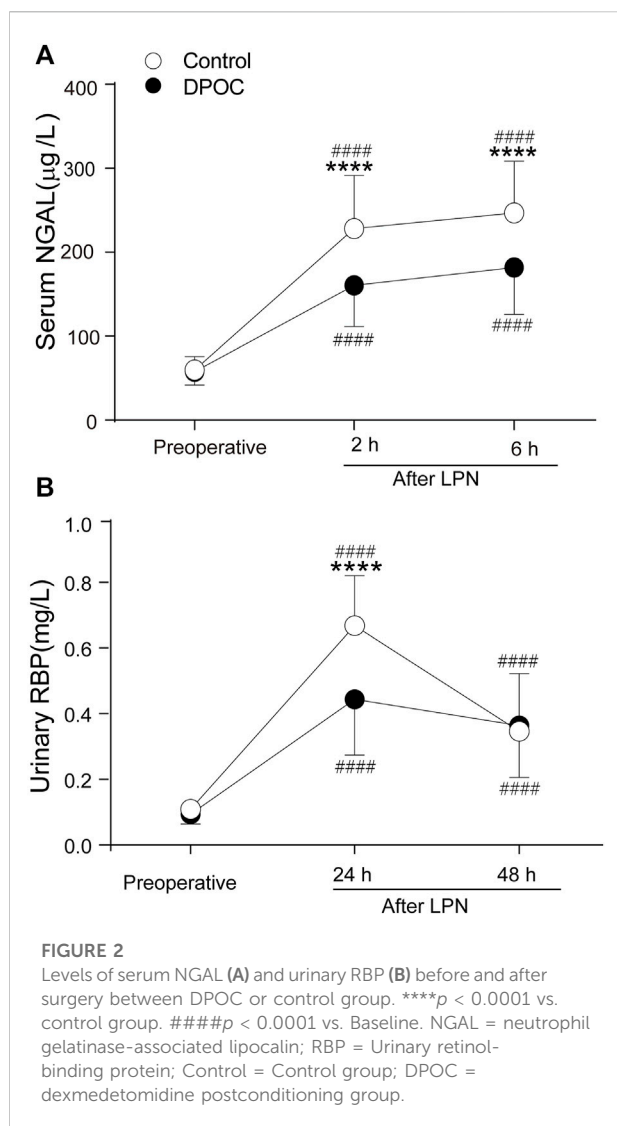 A
Control
DPOC
Serum NGAL(μg /L)
400
300
200
100
0
####
****
####
****
####
####
Preoperative
2 h
6 h
After LPN
B
Urinary RBP(mg/L)
1.0
0.8
0.6
0.4
0.2
0.0
####
****
####
####
####
Preoperative
24 h
48 h
After LPN
FIGURE 2
Levels of serum NGAL (A) and urinary RBP (B) before and after
surgery between DPOC or control group. ****p < 0.0001 vs.
control group. ####p < 0.0001 vs. Baseline. NGAL = neutrophil
gelatinase-associated lipocalin; RBP = Urinary retinol-
binding protein; Control = Control group; DPOC =
dexmedetomidine postconditioning group.